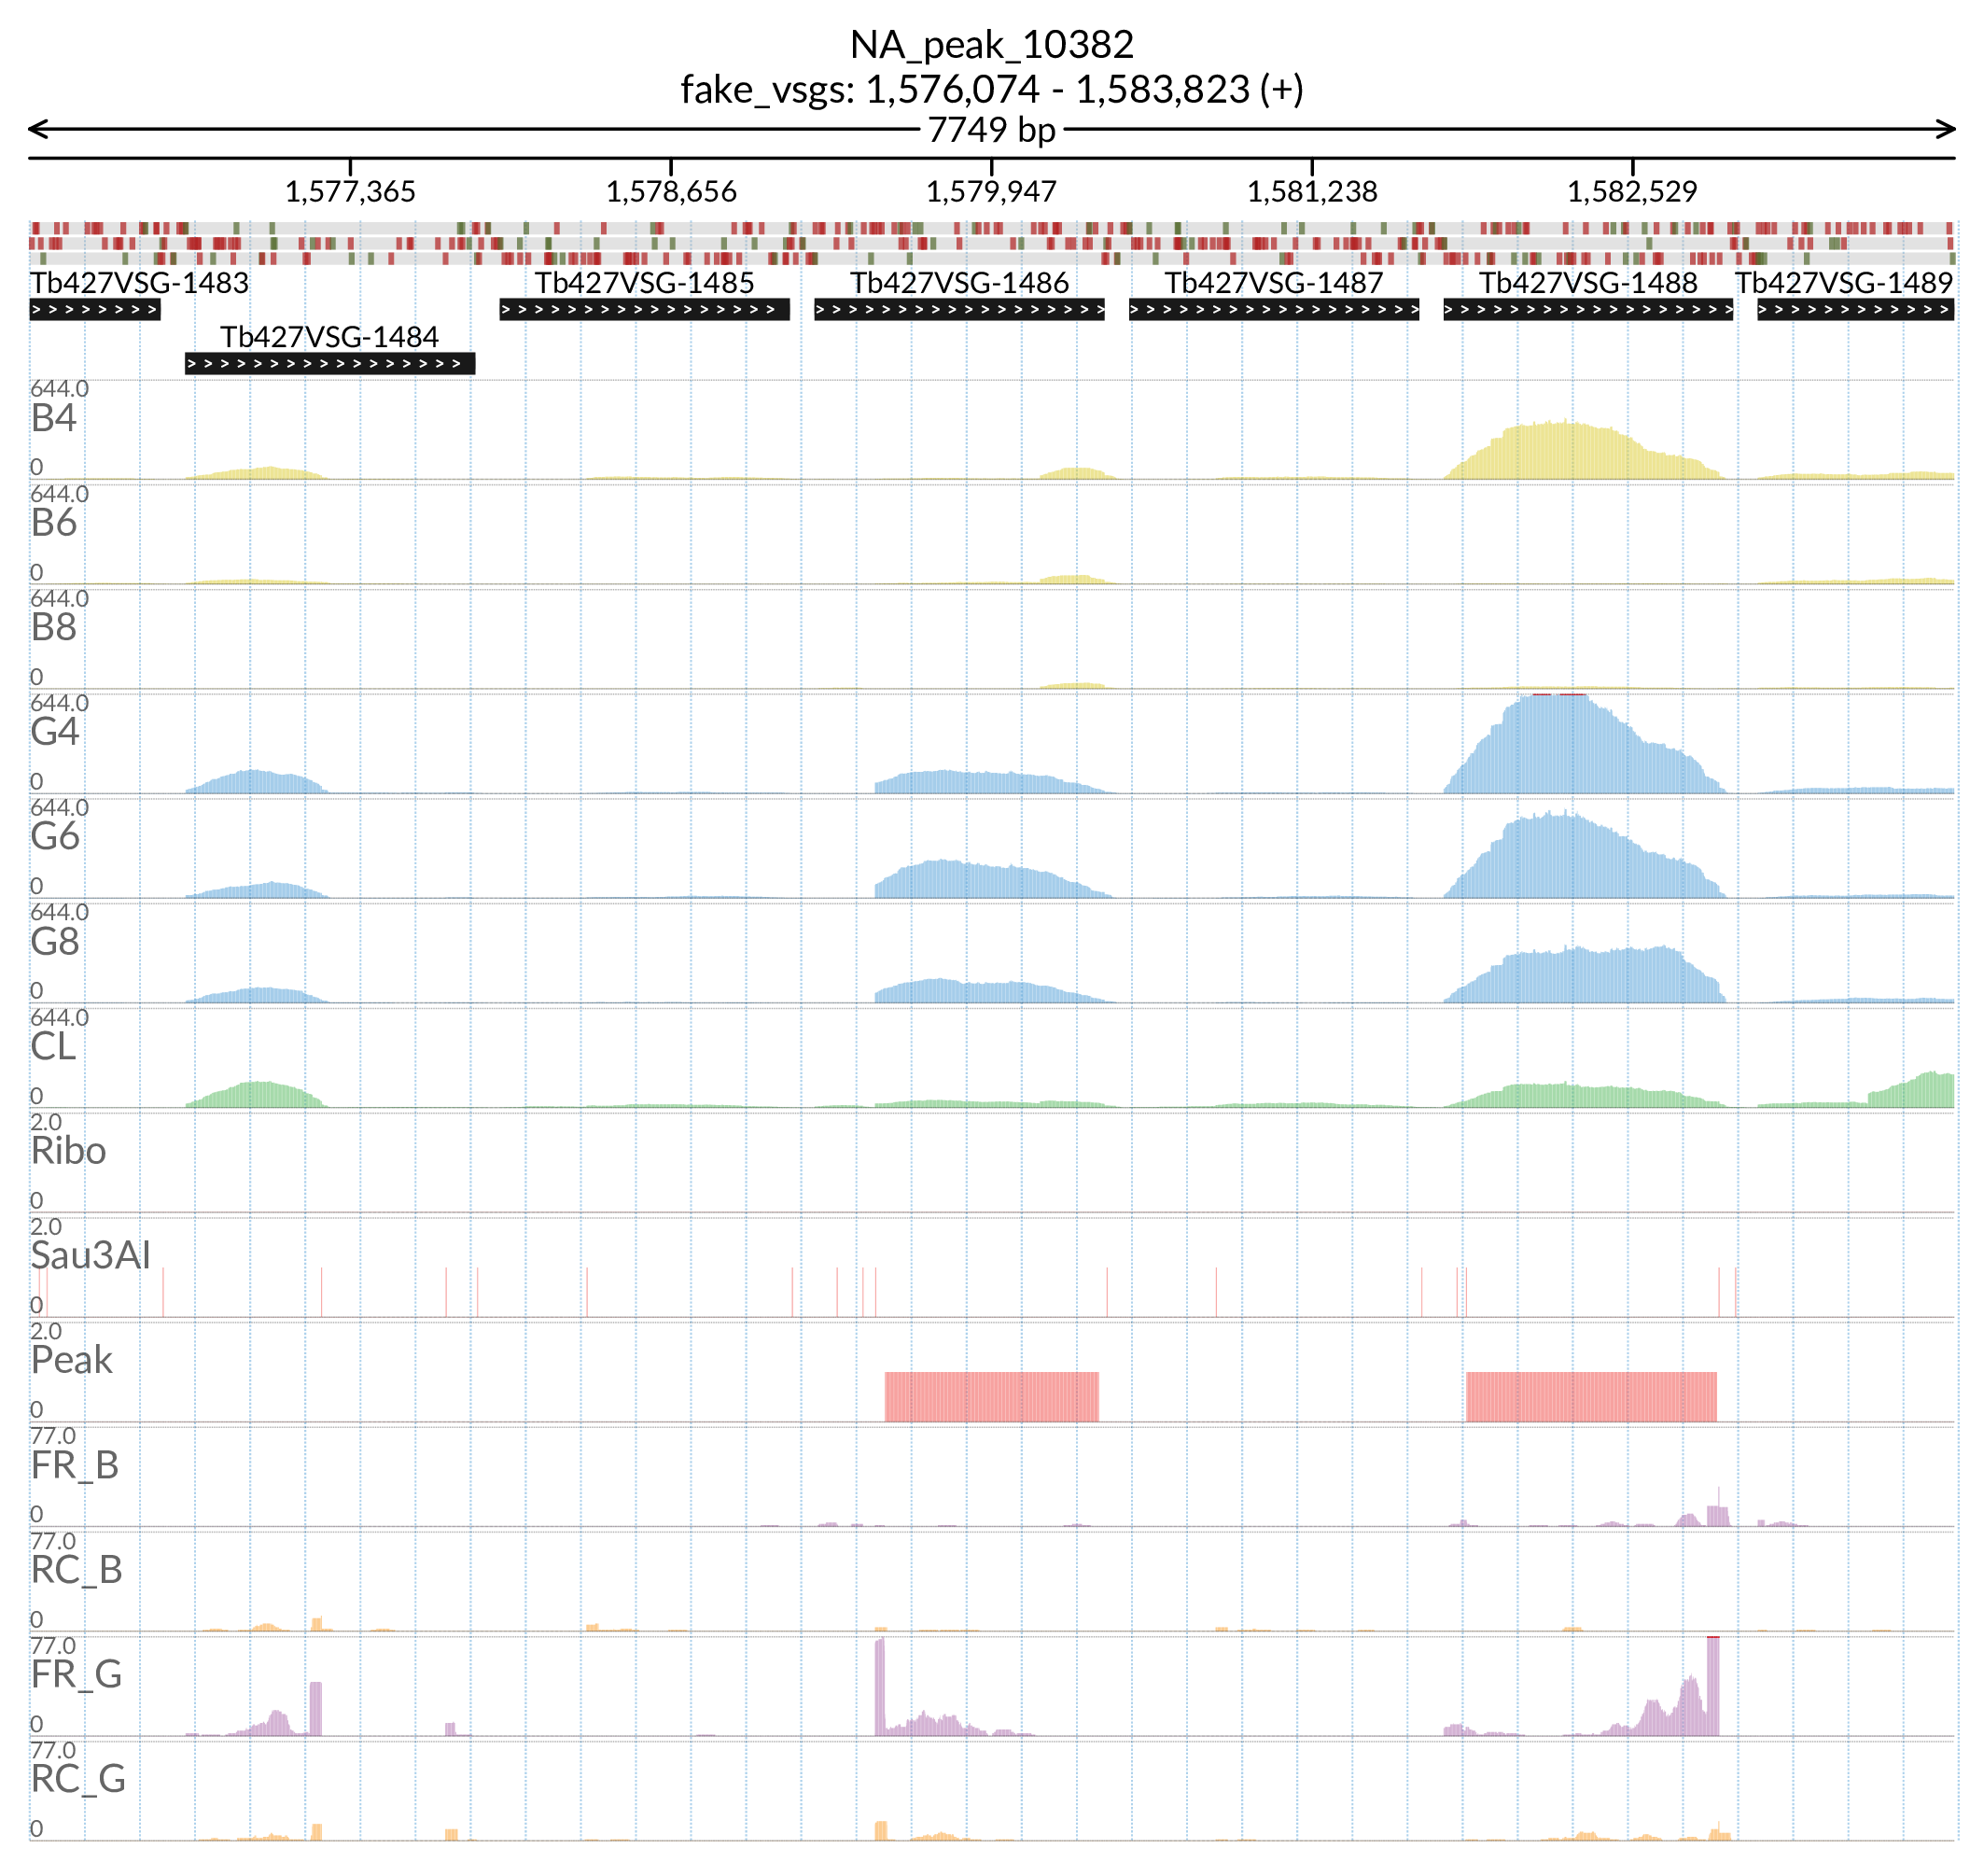 NA_peak_10382
fake_vsgs: 1,576,074 - 1,583,823 (+)
7749 bp
1,577,365 1,578,656 1,579,947 1,581,238 1,582,529
Tb427VSG-1483 Tb427VSG-1485 Tb427VSG-1486 Tb427VSG-1487 Tb427VSG-1488 Tb427VSG-1489
Tb427VSG-1484
644.0
B4
0
644.0
B6
0
644.0
B8
0
644.0
G4
0
644.0
G6
0
644.0
G8
0
644.0
CL
0
2.0
Ribo
0
2.0
Sau3AI
0
2.0
Peak
0
77.0
FR_B
0
77.0
RC_B
0
77.0
FR_G
0
77.0
RC_G
0